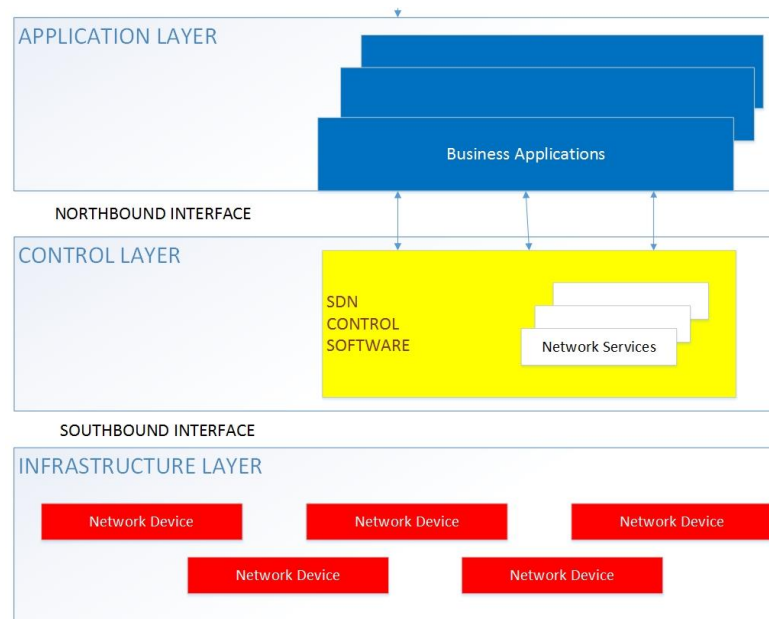 APPLICATION LAYER
Business Applications
NORTHBOUND INTERFACE
CONTROL LAYER
SDN
CONTROL
SOFTWARE
Network Services
SOUTHBOUND INTERFACE
INFRASTRUCTURE LAYER
Network Device Network Device Network Device
Network Device Network Device